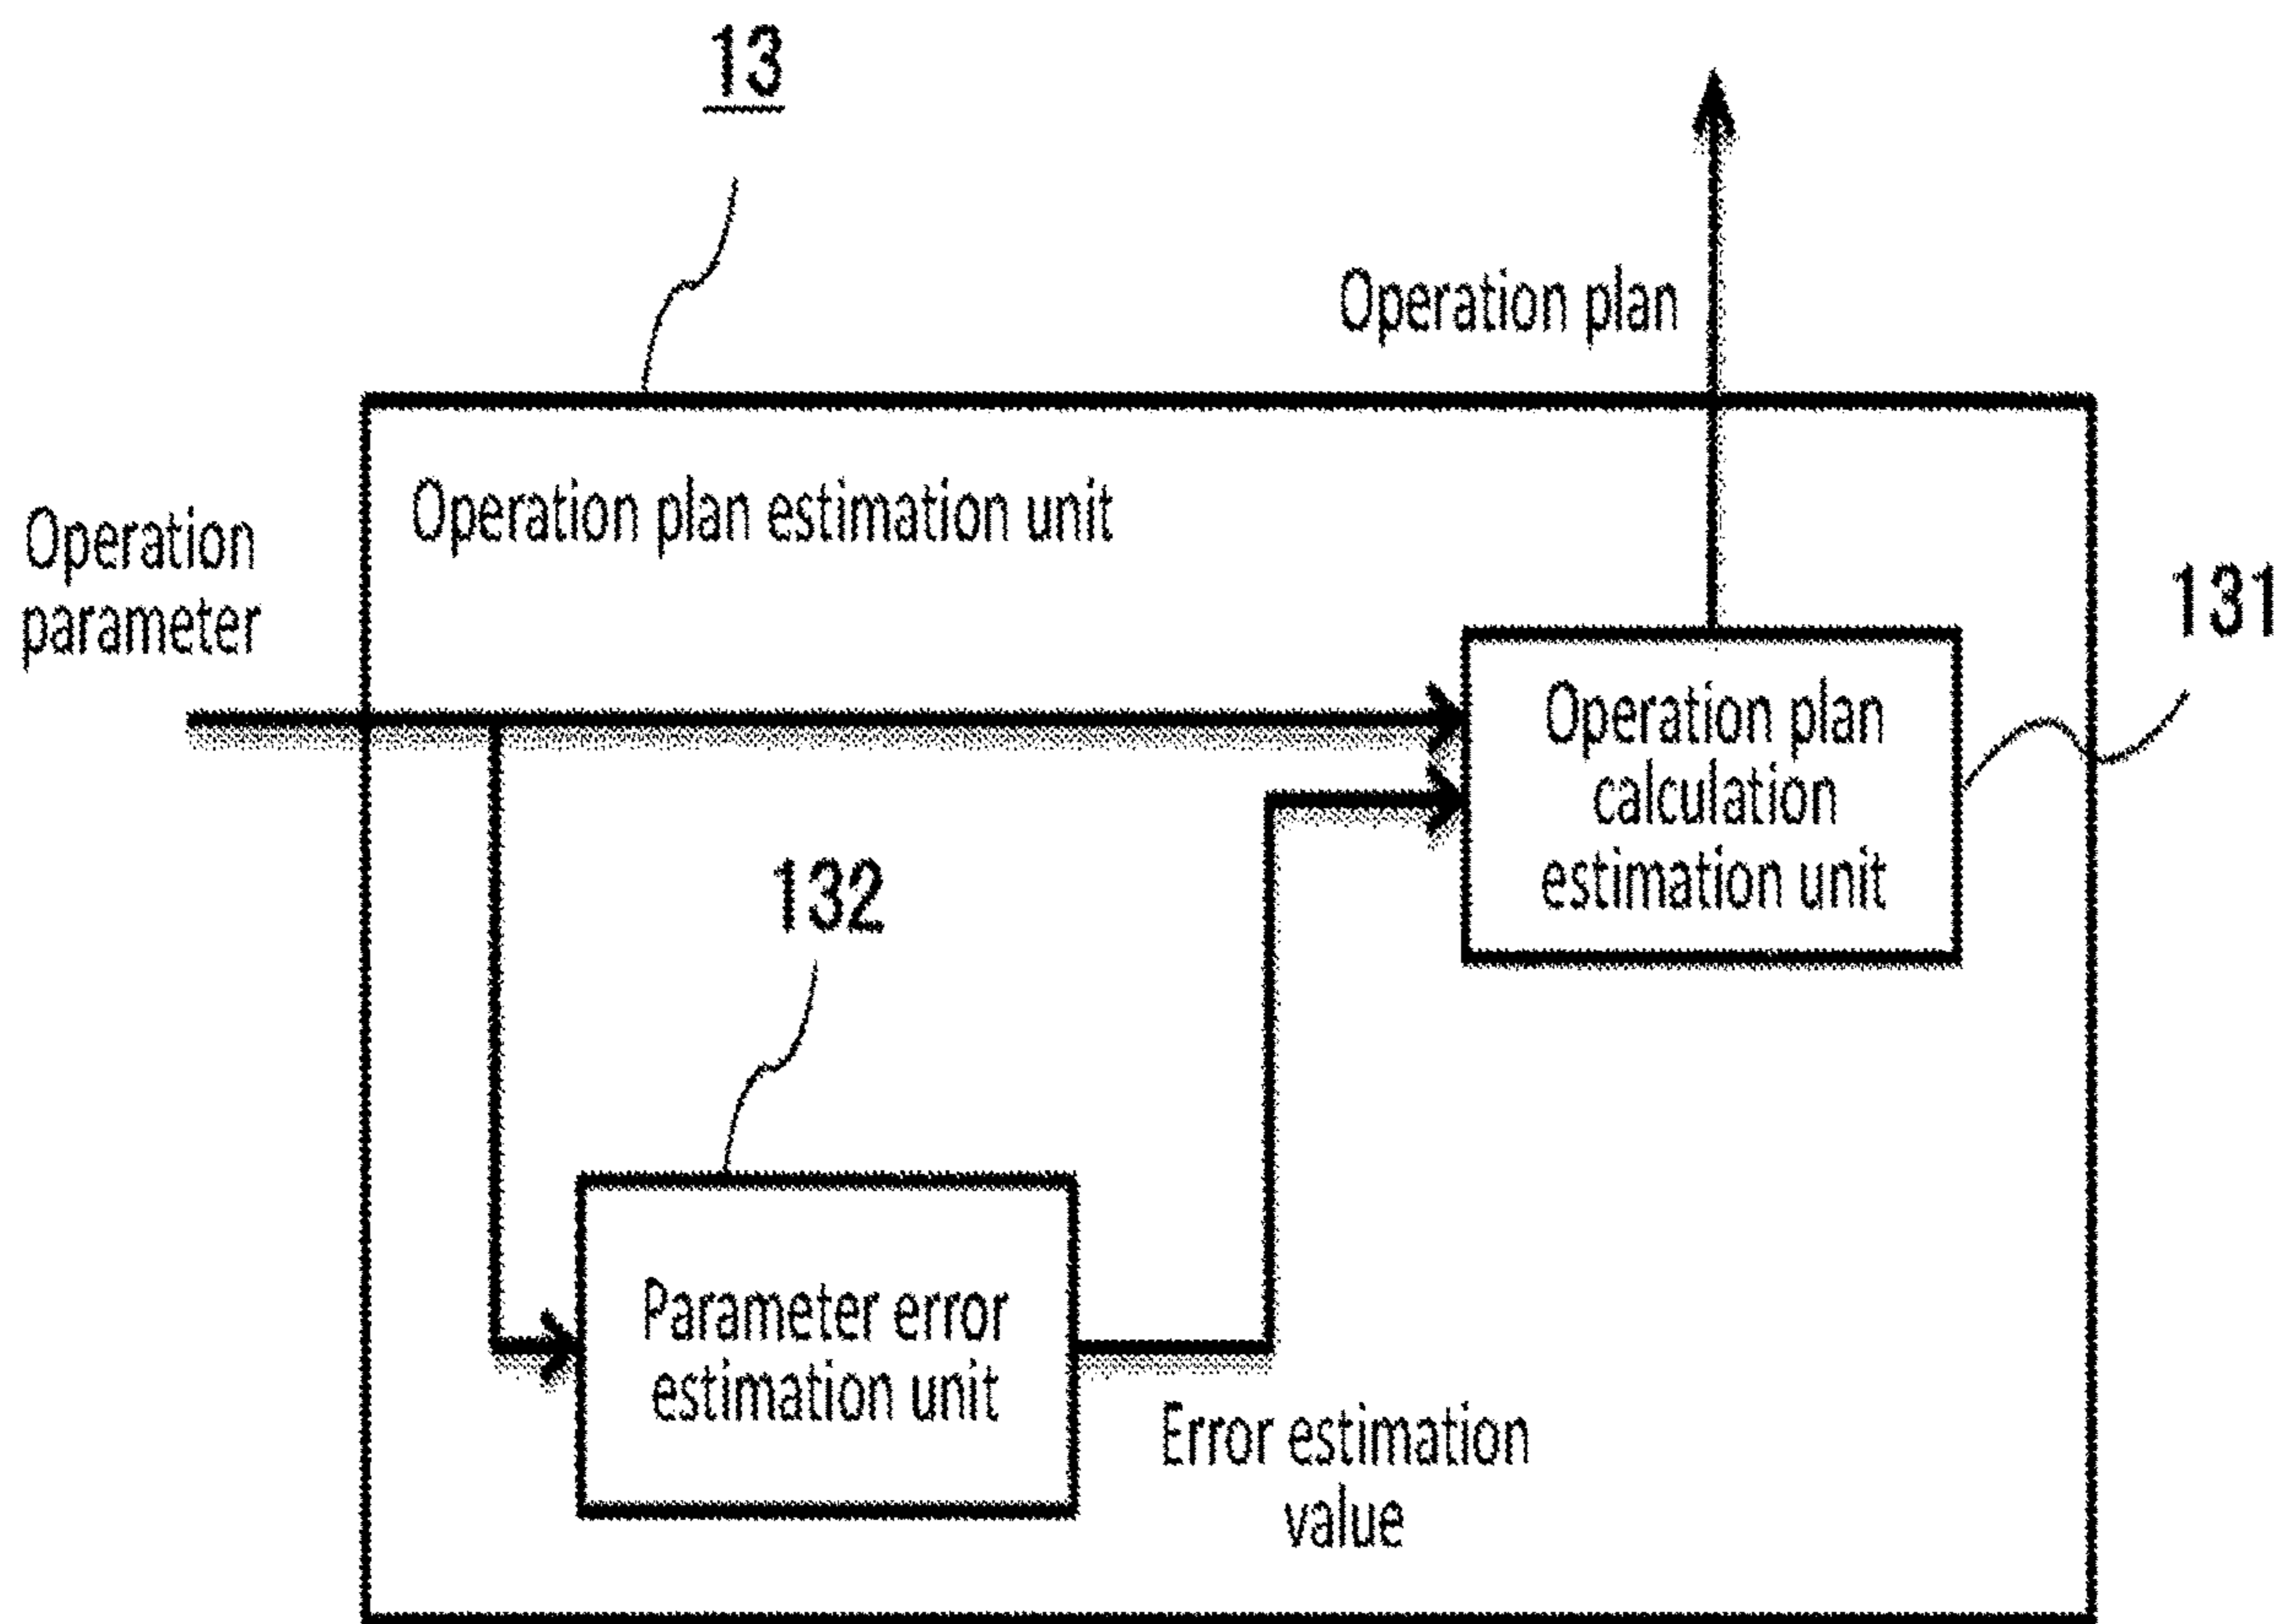 13
Operation plan
Operation plan estimation unit
Operation
parameter
131
Operation plan
calculation
estimation unit
132
Parameter error
estimation unit
Error estimation
value